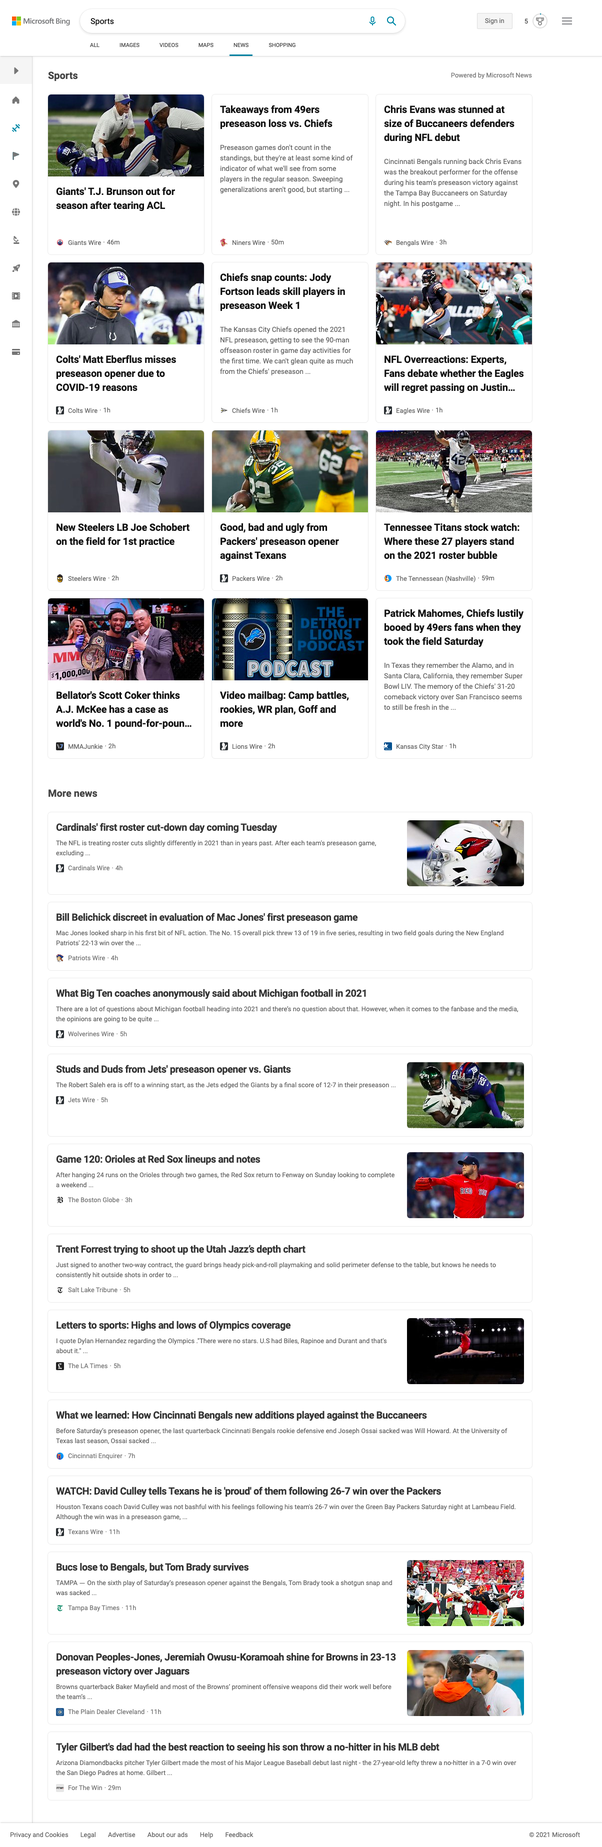 Microsoft Bing
Sports
Sign in
5
ALL IMAGES VIDEOS MAPS NEWS SHOPPING
Sports
Powered by Microsoft News
Giants' T.J. Brunson out for
season after tearing ACL
Giants Wire · 46m
Takeaways from 49ers
preseason loss vs. Chiefs
Preseason games don't count in the
standings, but they're at least some kind of
indicator of what we'll see from some
players in the regular season. Sweeping
generalizations aren't good, but starting ...
Niners Wire · 50m
Chris Evans was stunned at
size of Buccaneers defenders
during NFL debut
Cincinnati Bengals running back Chris Evans
was the breakout performer for the offense
during his team's preseason victory against
the Tampa Bay Buccaneers on Saturday
night. In his postgame ...
Bengals Wire · 3h
Colts' Matt Eberflus misses
preseason opener due to
COVID-19 reasons
Colts Wire · 1h
Chiefs snap counts: Jody
Fortson leads skill players in
preseason Week 1
The Kansas City Chiefs opened the 2021
NFL preseason, getting to see the 90-man
offseason roster in game day activities for
the first time. We can't glean quite as much
from the Chiefs' preseason ...
Chiefs Wire · 1h
NFL Overreactions: Experts,
Fans debate whether the Eagles
will regret passing on Justin...
Eagles Wire · 1h
New Steelers LB Joe Schobert
on the field for 1st practice
Steelers Wire · 2h
Good, bad and ugly from
Packers' preseason opener
against Texans
Packers Wire · 2h
Tennessee Titans stock watch:
Where these 27 players stand
on the 2021 roster bubble
The Tennessean (Nashville) · 59m
MMA
$1,000,000
Bellator's Scott Coker thinks
A.J. McKee has a case as
world's No. 1 pound-for-poun...
MMAJunkie · 2h
THE
DETROIT
LIONS
PODCAST
PODCAST
Video mailbag: Camp battles,
rookies, WR plan, Goff and
more
Lions Wire · 2h
Patrick Mahomes, Chiefs lustily
booed by 49ers fans when they
took the field Saturday
In Texas they remember the Alamo, and in
Santa Clara, California, they remember Super
Bowl LIV. The memory of the Chiefs' 31-20
comeback victory over San Francisco seems
to still be fresh in the ...
Kansas City Star · 1h
More news
Cardinals' first roster cut-down day coming Tuesday
The NFL is treating roster cuts slightly differently in 2021 than in years past. After each team's preseason game,
excluding ...
Cardinals Wire · 4h
Bill Belichick discreet in evaluation of Mac Jones' first preseason game
Mac Jones looked sharp in his first bit of NFL action. The No. 15 overall pick threw 13 of 19 in five series, resulting in two field goals during the New England
Patriots' 22-13 win over the ...
Patriots Wire · 4h
What Big Ten coaches anonymously said about Michigan football in 2021
There are a lot of questions about Michigan football heading into 2021 and there's no question about that. However, when it comes to the fanbase and the media,
the opinions are going to be quite ...
Wolverines Wire · 5h
Studs and Duds from Jets' preseason opener vs. Giants
The Robert Saleh era is off to a winning start, as the Jets edged the Giants by a final score of 12-7 in their preseason ...
Jets Wire · 5h
Game 120: Orioles at Red Sox lineups and notes
After hanging 24 runs on the Orioles through two games, the Red Sox return to Fenway on Sunday looking to complete
a weekend ...
The Boston Globe · 3h
Trent Forrest trying to shoot up the Utah Jazz's depth chart
Just signed to another two-way contract, the guard brings heady pick-and-roll playmaking and solid perimeter defense to the table, but knows he needs to
consistently hit outside shots in order to ...
Salt Lake Tribune · 5h
Letters to sports: Highs and lows of Olympics coverage
I quote Dylan Hernandez regarding the Olympics ."There were no stars. U.S had Biles, Rapinoe and Durant and that's
about it." ...
The LA Times · 5h
What we learned: How Cincinnati Bengals new additions played against the Buccaneers
Before Saturday's preseason opener, the last quarterback Cincinnati Bengals rookie defensive end Joseph Ossai sacked was Will Howard. At the University of
Texas last season, Ossai sacked ...
Cincinnati Enquirer · 7h
WATCH: David Culley tells Texans he is 'proud' of them following 26-7 win over the Packers
Houston Texans coach David Culley was not bashful with his feelings following his team's 26-7 win over the Green Bay Packers Saturday night at Lambeau Field.
Although the win was in a preseason game, ...
Texans Wire · 11h
Bucs lose to Bengals, but Tom Brady survives
TAMPA — On the sixth play of Saturday's preseason opener against the Bengals, Tom Brady took a shotgun snap and
was sacked ...
Tampa Bay Times · 11h
Donovan Peoples-Jones, Jeremiah Owusu-Koramoah shine for Browns in 23-13
preseason victory over Jaguars
Browns quarterback Baker Mayfield and most of the Browns' prominent offensive weapons did their work well before
the team's ...
The Plain Dealer Cleveland · 11h
Tyler Gilbert's dad had the best reaction to seeing his son throw a no-hitter in his MLB debt
Arizona Diamondbacks pitcher Tyler Gilbert made the most of his Major League Baseball debut last night - the 27-year-old lefty threw a no-hitter in a 7-0 win over
the San Diego Padres at home. Gilbert ...
For The Win · 29m
Privacy and Cookies Legal Advertise About our ads Help Feedback © 2021 Microsoft